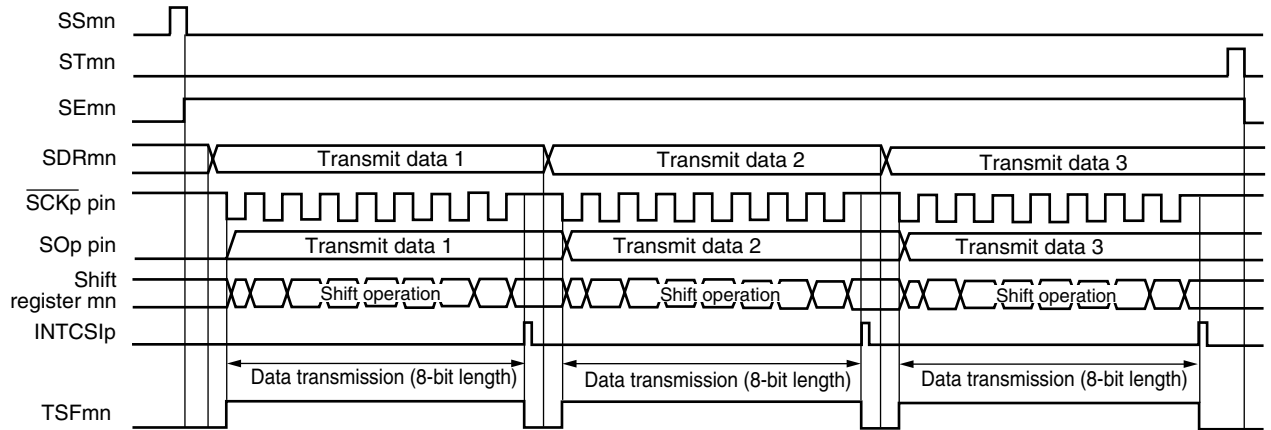 SSmn
STmn
SEmn
SDRmn Transmit data 1 Transmit data 2 Transmit data 3
SCKp pin
SOp pin Transmit data 1 Transmit data 2 Transmit data 3
Shift
register mn Shift operation Shift operation Shift operation
INTCSIp
Data transmission (8-bit length) Data transmission (8-bit length) Data transmission (8-bit length)
TSFmn